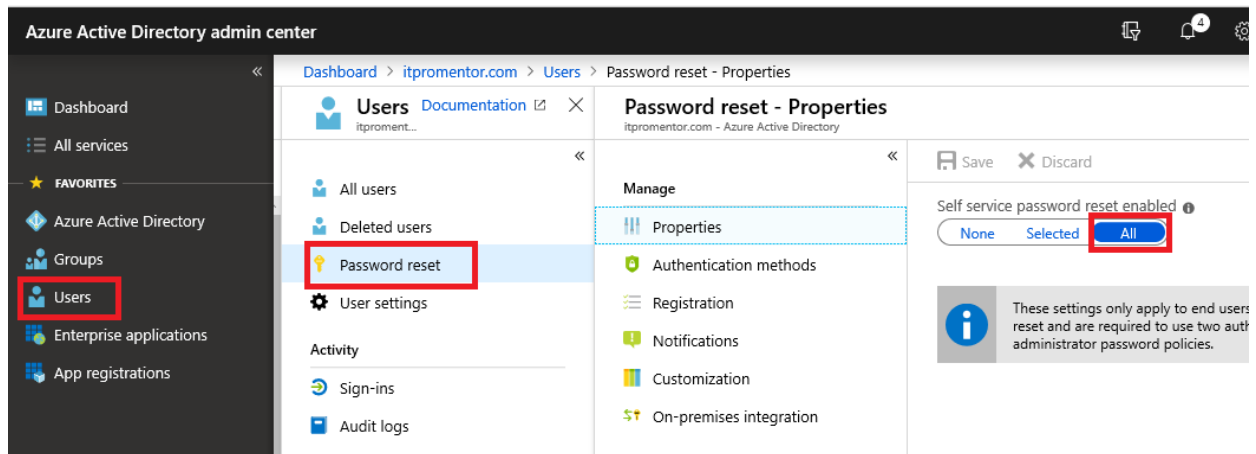 Azure Active Directory admin center
4
«
Dashboard
All services
FAVORITES
Azure Active Directory
Groups
Users
Enterprise applications
App registrations
Dashboard > itpromentor.com > Users > Password reset - Properties
Users Documentation
itproment...
«
All users
Deleted users
Password reset
User settings
Activity
Sign-ins
Audit logs
Password reset - Properties
itpromentor.com - Azure Active Directory
«
Manage
Properties
Authentication methods
Registration
Notifications
Customization
On-premises integration
Save Discard
Self service password reset enabled
None Selected All
These settings only apply to end users
reset and are required to use two auth
administrator password policies.